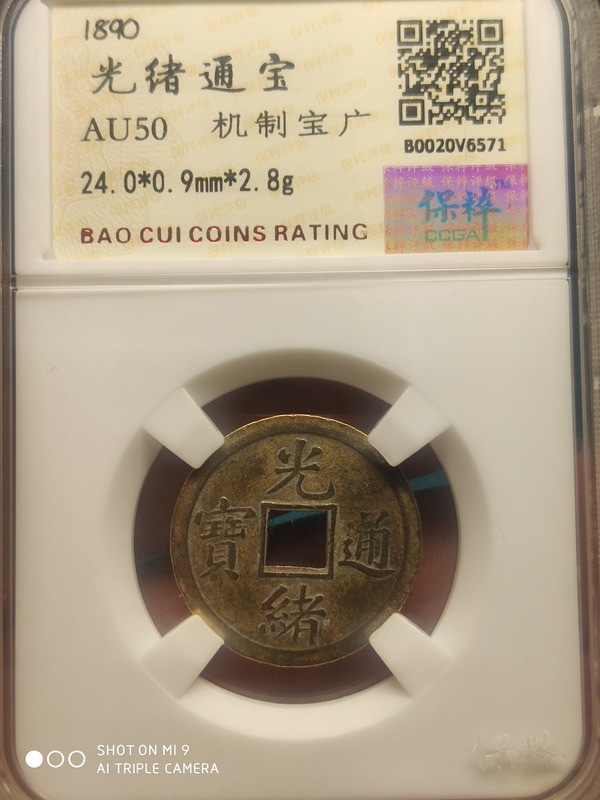 1890
光绪通宝
AU50 机制宝广
B0020V6571
24.0*0.9mm*2.8g
保粹
CCGA
BAO CUI COINS RATING
光
寶 通
緒
SHOT ON MI 9
AI TRIPLE CAMERA